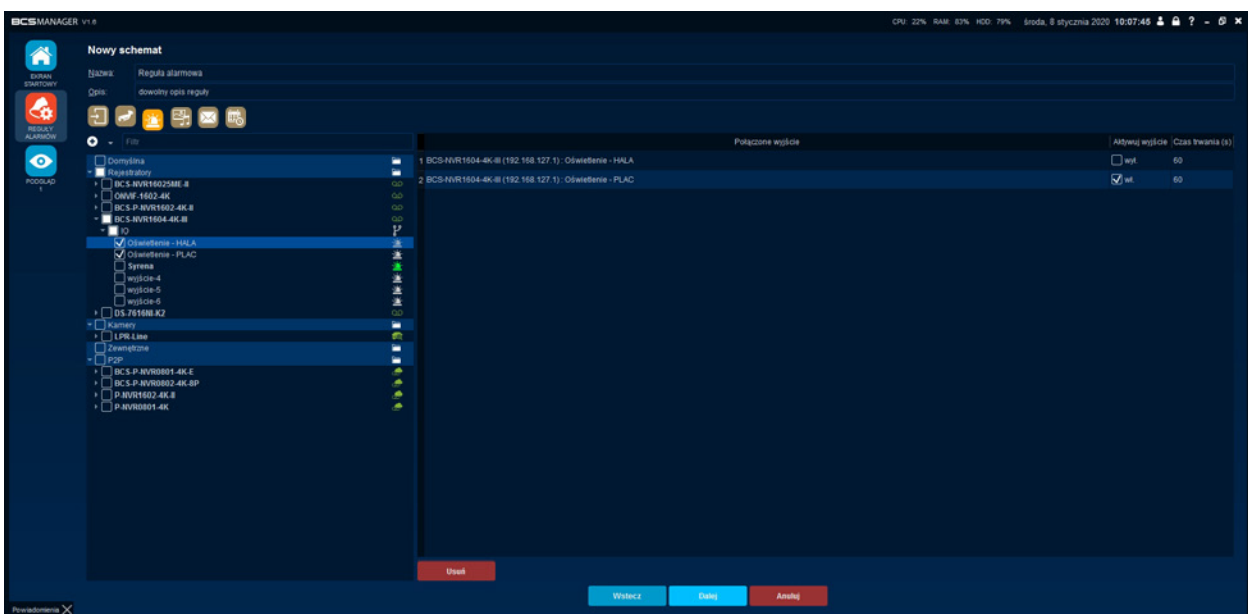 BCSMANAGER V1.8
CPU: 22% RAM: 83% HDD: 79% środa, 8 stycznia 2020 10:07:45 ?
EKRAN STARTOWY
REGUŁY ALARMÓW
PODGLĄD 1
Nowy schemat
Nazwa: Reguła alarmowa
Opis: dowolny opis reguły
Filtr
Domyślna
Rejestratory
BCS-NVR16025ME-II
ONVIF-1602-4K
BCS-P-NVR1602-4K-II
BCS-NVR1604-4K-III
IO
Oświetlenie - HALA
Oświetlenie - PLAC
Syrena
wyjście-4
wyjście-5
wyjście-6
DS-7616NI-K2
Kamery
LPR-Line
Zewnętrzne
P2P
BCS-P-NVR0801-4K-E
BCS-P-NVR0802-4K-8P
P-NVR1602-4K-II
P-NVR0801-4K
Połączone wyjście Aktywuj wyjście Czas trwania (s)
1 BCS-NVR1604-4K-III (192.168.127.1) : Oświetlenie - HALA wył. 60
2 BCS-NVR1604-4K-III (192.168.127.1) : Oświetlenie - PLAC wł. 60
Usuń
Wstecz Dalej Anuluj
Powiadomienia